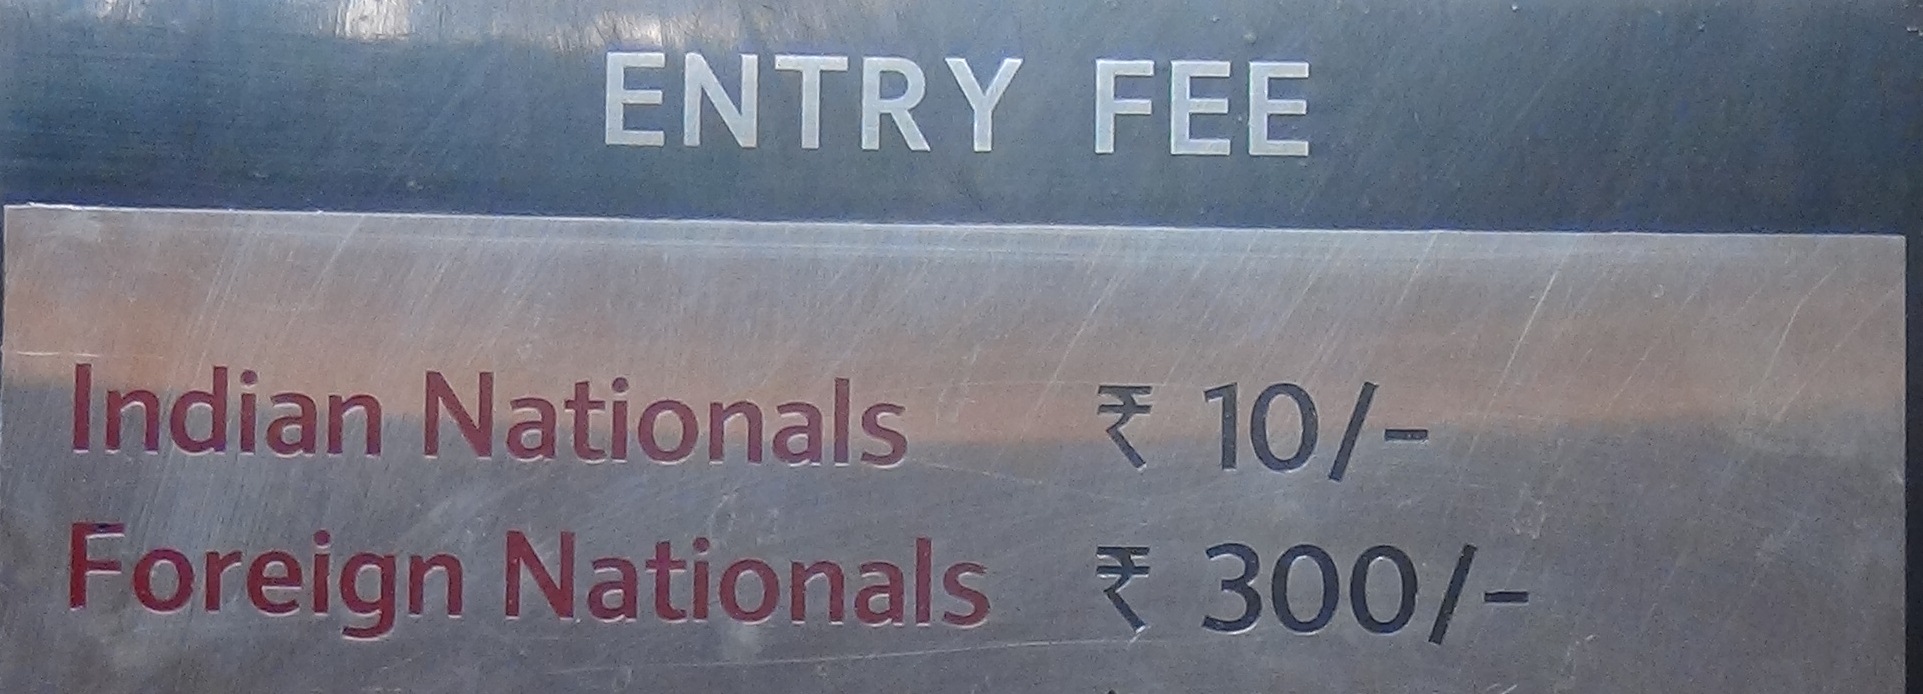 ENTRY FEE
Indian Nationals ₹ 10/-
Foreign Nationals ₹ 300/-